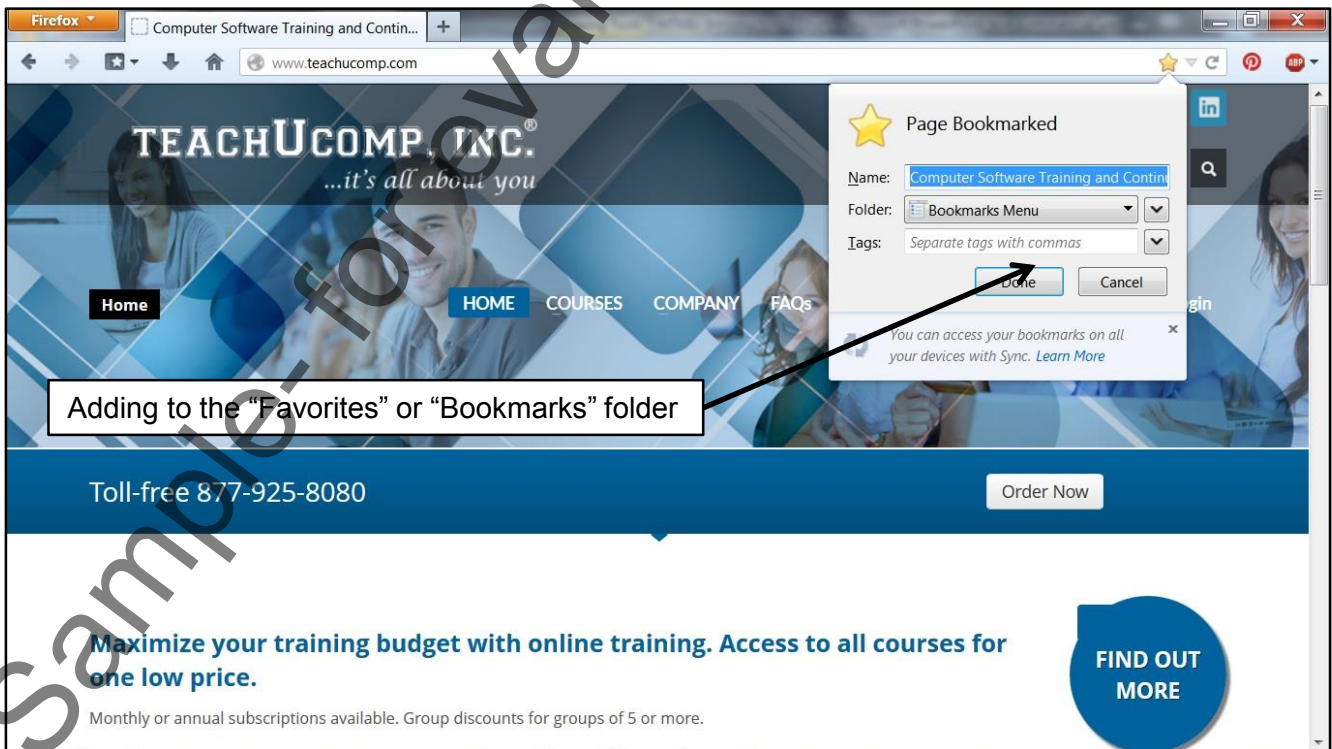 Firefox
Computer Software Training and Contin... +
www.teachucomp.com
ABP
TEACHUCOMP, INC.®
...it's all about you
in
Page Bookmarked
Name: Computer Software Training and Continu
Folder: Bookmarks Menu
Tags: Separate tags with commas
Done Cancel
You can access your bookmarks on all
your devices with Sync. Learn More
Home
HOME COURSES COMPANY FAQs gin
Adding to the “Favorites” or “Bookmarks” folder
Toll-free 877-925-8080
Order Now
Maximize your training budget with online training. Access to all courses for
one low price.
Monthly or annual subscriptions available. Group discounts for groups of 5 or more.
FIND OUT
MORE
Sample- for eval